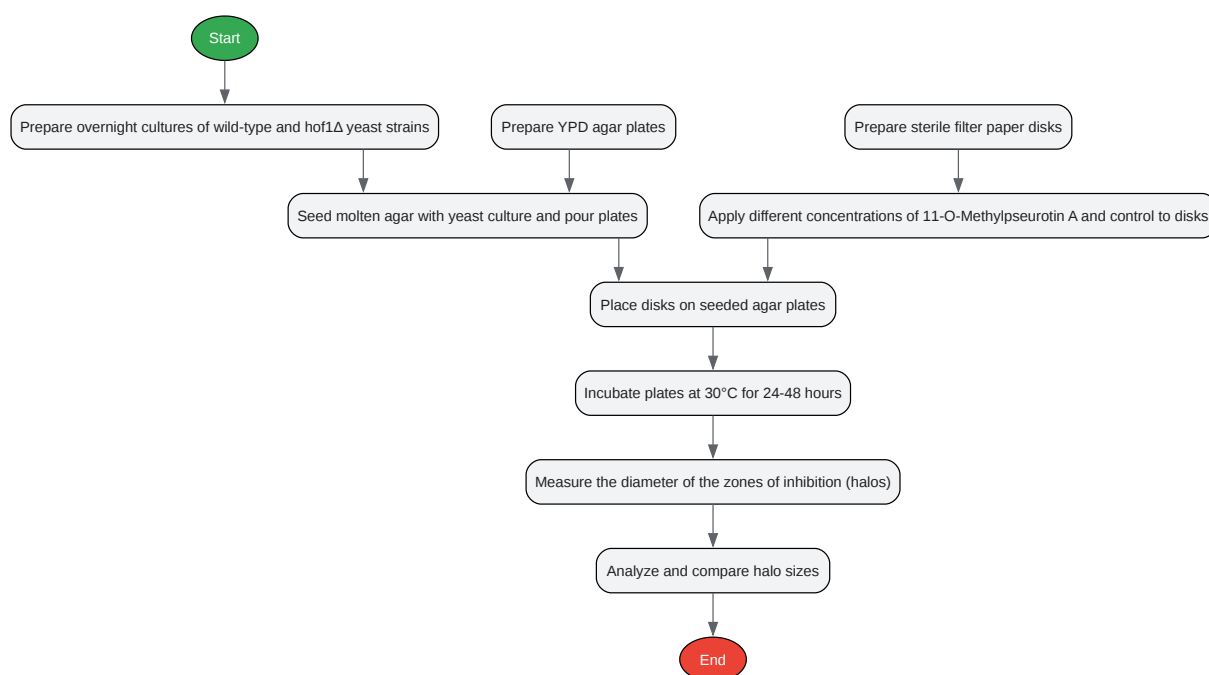 Start
Prepare overnight cultures of wild-type and hof1Δ yeast strains
Prepare YPD agar plates
Prepare sterile filter paper disks
Seed molten agar with yeast culture and pour plates
Apply different concentrations of 11-O-Methylpseurotin A and control to disks
Place disks on seeded agar plates
Incubate plates at 30°C for 24-48 hours
Measure the diameter of the zones of inhibition (halos)
Analyze and compare halo sizes
End